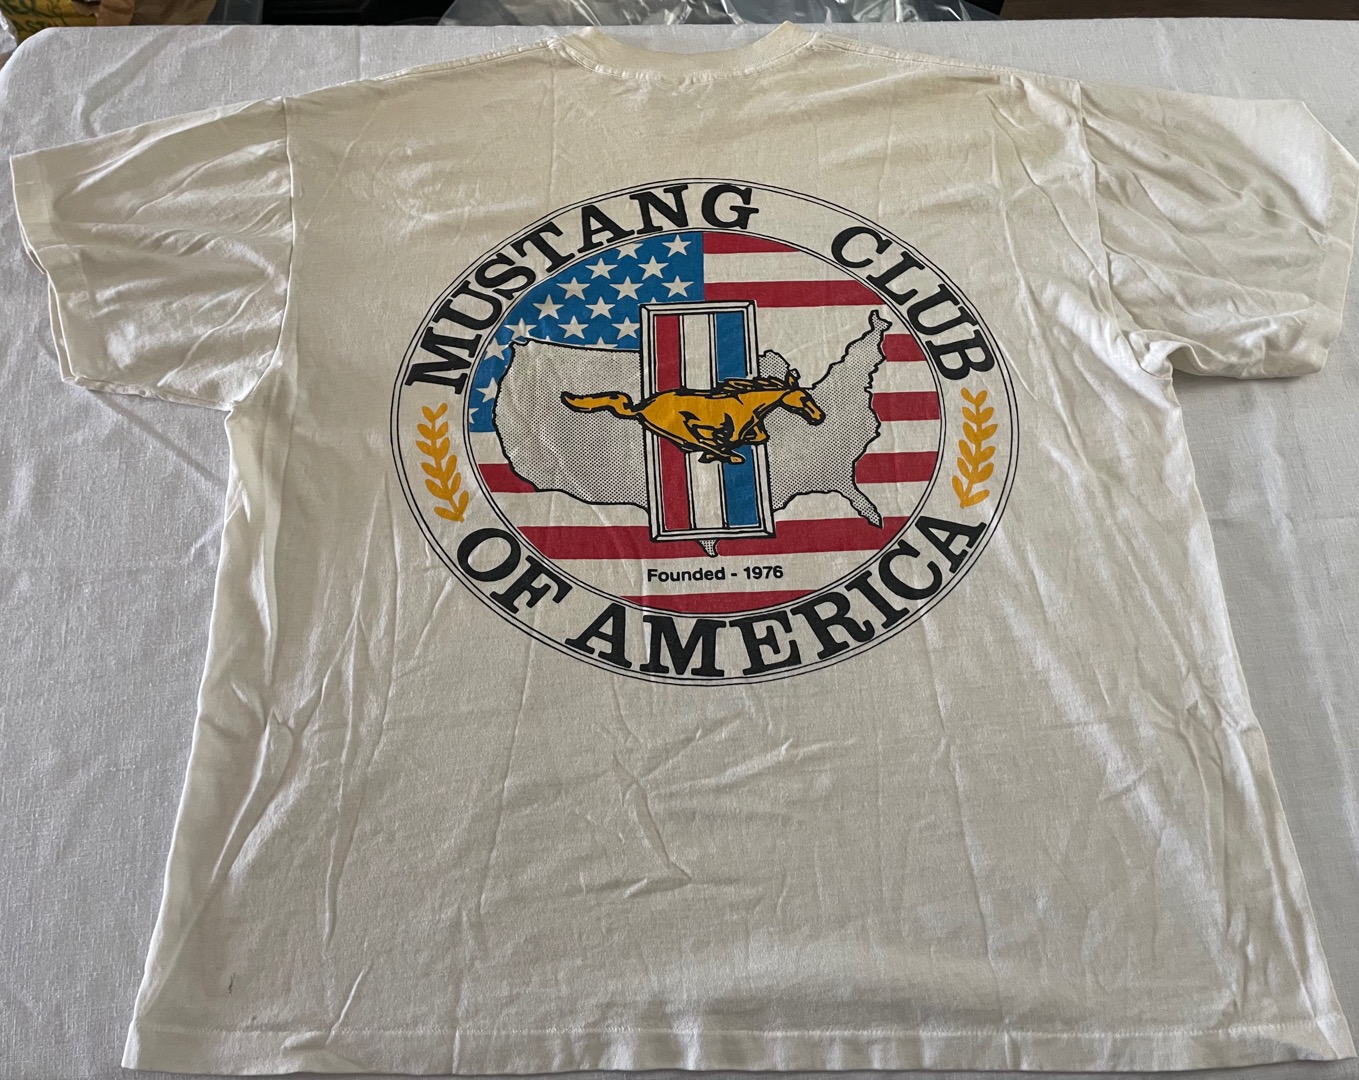 MUSTANG CLUB
OF AMERICA
Founded - 1976